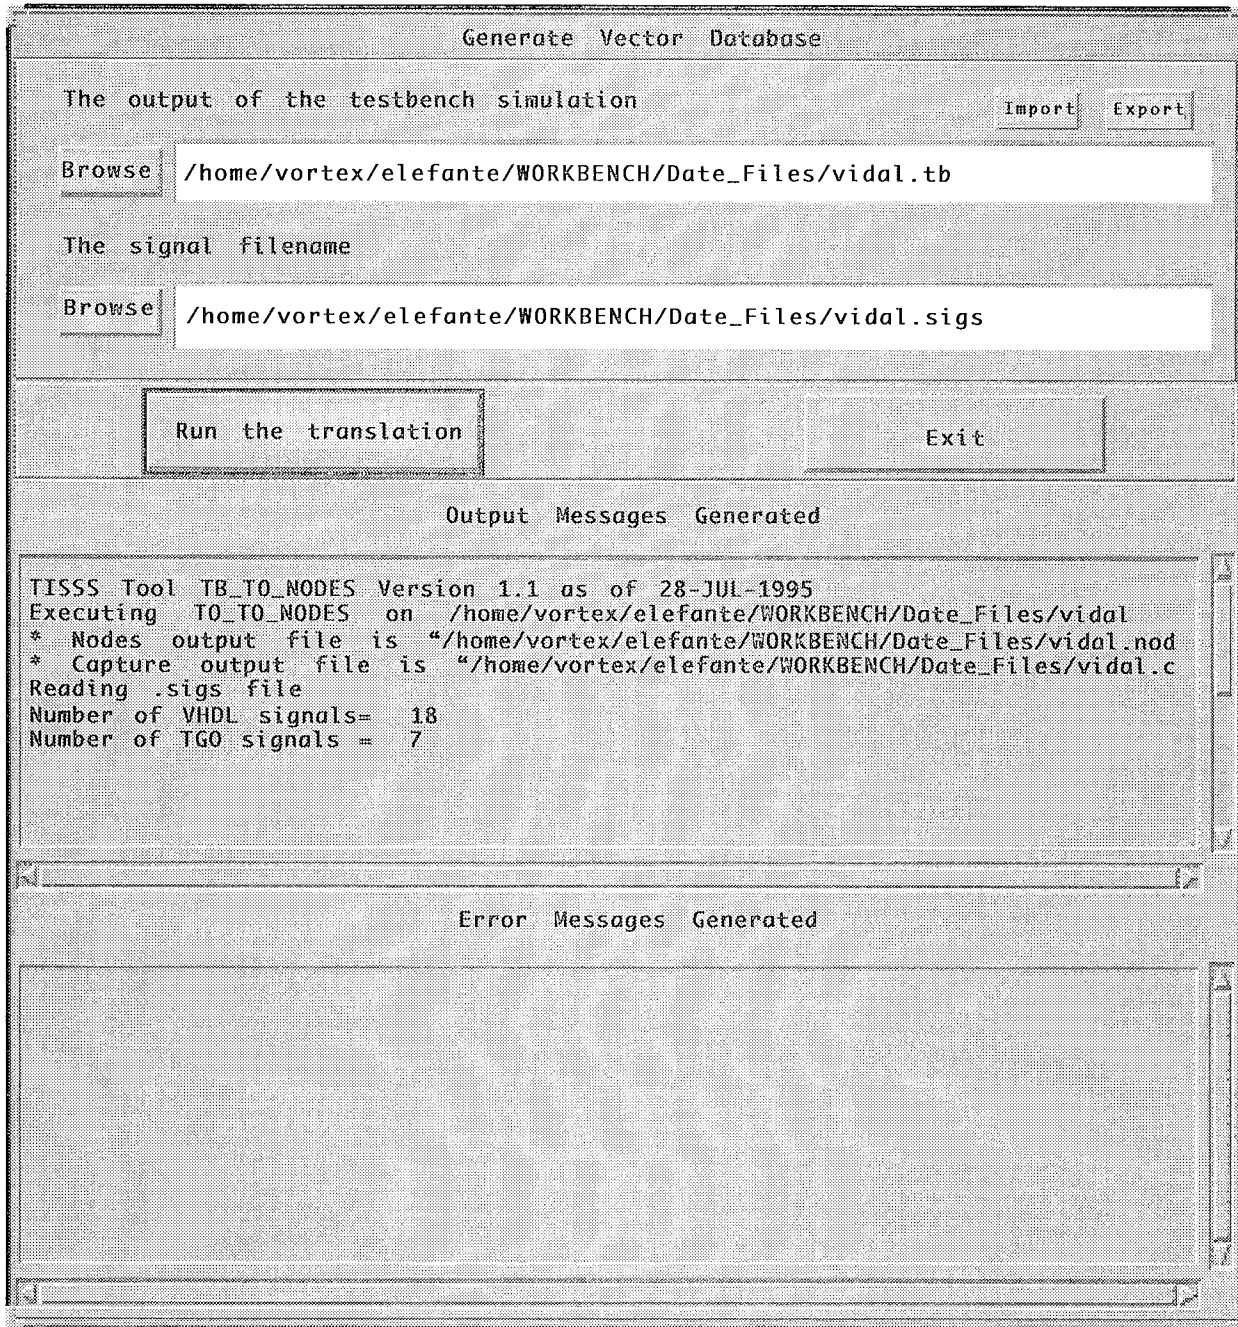 Generate Vector Database
The output of the testbench simulation
Import Export
Browse /home/vortex/elefante/WORKBENCH/Date_Files/vidal.tb
The signal filename
Browse /home/vortex/elefante/WORKBENCH/Date_Files/vidal.sigs
Run the translation Exit
Output Messages Generated
TISSS Tool TB_TO_NODES Version 1.1 as of 28-JUL-1995
Executing TO_TO_NODES on /home/vortex/elefante/WORKBENCH/Date_Files/vidal
* Nodes output file is “/home/vortex/elefante/WORKBENCH/Date_Files/vidal.nod
* Capture output file is “/home/vortex/elefante/WORKBENCH/Date_Files/vidal.c
Reading .sigs file
Number of VHDL signals= 18
Number of TGO signals = 7
Error Messages Generated